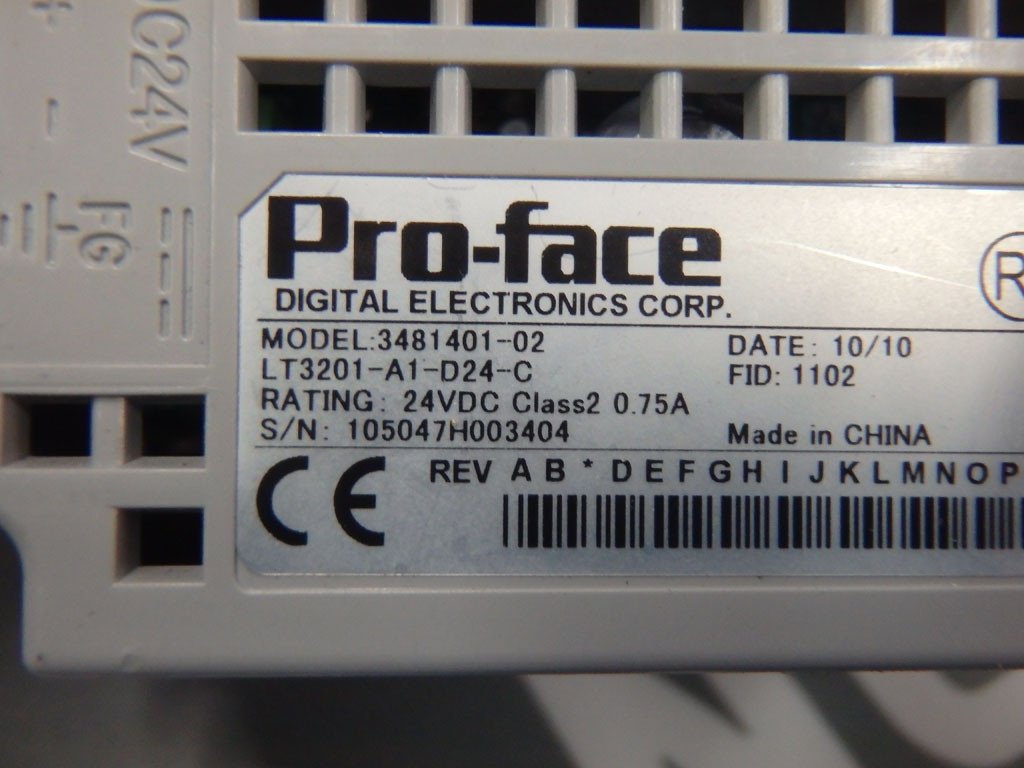 DC24V
+
-
FG
Pro-face
DIGITAL ELECTRONICS CORP.
R
MODEL:3481401-02
DATE: 10/10
LT3201-A1-D24-C
FID: 1102
RATING: 24VDC Class2 0.75A
S/N: 105047H003404
Made in CHINA
CE
REV A B * D E F G H I J K L M N O P